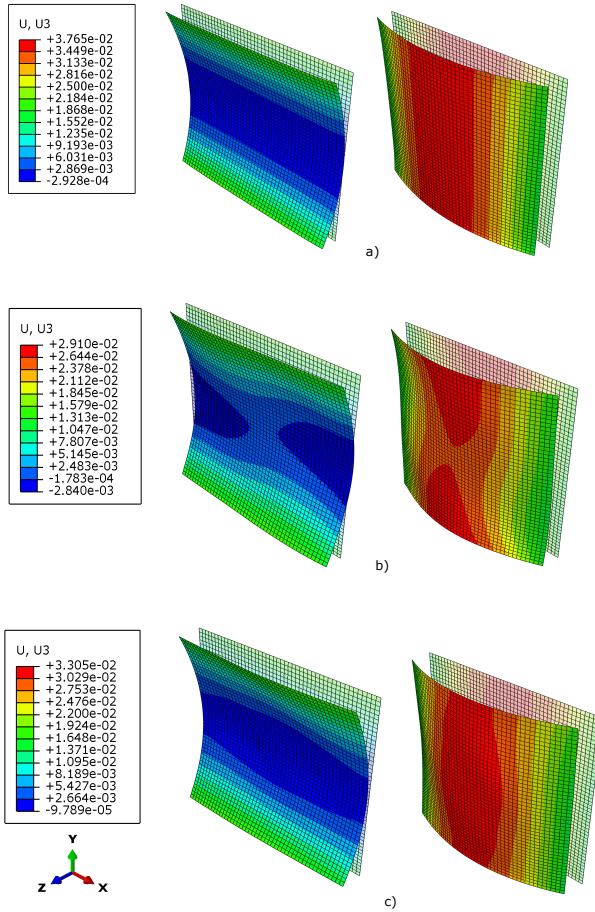 U, U3
+3.765e-02
+3.449e-02
+3.133e-02
+2.816e-02
+2.500e-02
+2.184e-02
+1.868e-02
+1.552e-02
+1.235e-02
+9.193e-03
+6.031e-03
+2.869e-03
-2.928e-04
a)
U, U3
+2.910e-02
+2.644e-02
+2.378e-02
+2.112e-02
+1.845e-02
+1.579e-02
+1.313e-02
+1.047e-02
+7.807e-03
+5.145e-03
+2.483e-03
-1.783e-04
-2.840e-03
b)
U, U3
+3.305e-02
+3.029e-02
+2.753e-02
+2.476e-02
+2.200e-02
+1.924e-02
+1.648e-02
+1.371e-02
+1.095e-02
+8.189e-03
+5.427e-03
+2.664e-03
-9.789e-05
Y
Z X
c)